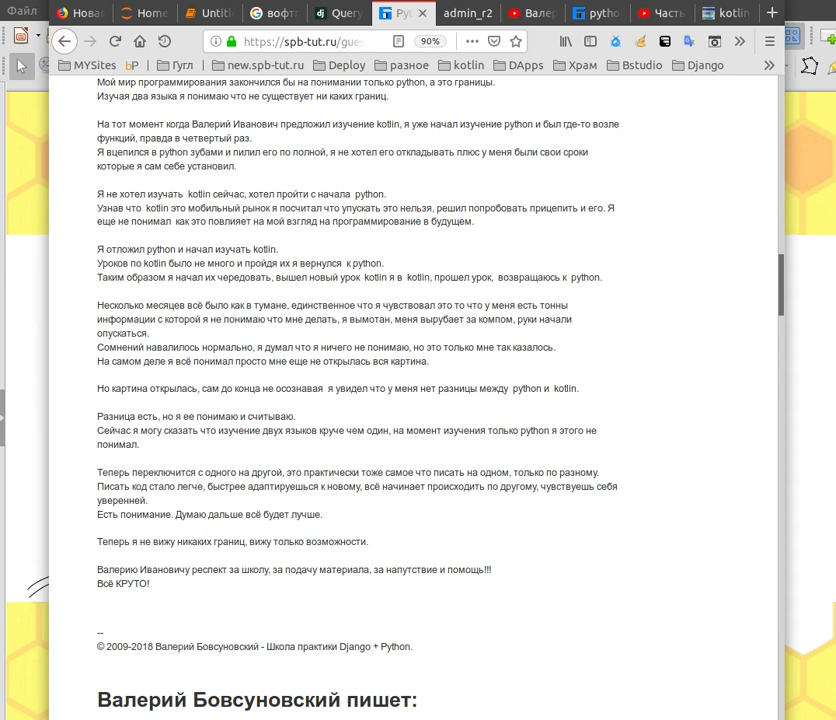 Файл
Новая
Home
Untitl
вофт
Query
Pyt
admin_r2
Валер
pytho
Часть
kotlin
https://spb-tut.ru/gues
90%
MYSites
bP
Гугл
new.spb-tut.ru
Deploy
разное
kotlin
DApps
Храм
Bstudio
Django
Мой мир программирования закончился бы на понимании только python, а это границы.
Изучая два языка я понимаю что не существует ни каких границ.
На тот момент когда Валерий Иванович предложил изучение kotlin, я уже начал изучение python и был где-то возле
функций, правда в четвертый раз.
Я вцепился в python зубами и пилил его по полной, я не хотел его откладывать плюс у меня были свои сроки
которые я сам себе установил.
Я не хотел изучать kotlin сейчас, хотел пройти с начала python.
Узнав что kotlin это мобильный рынок я посчитал что упускать это нельзя, решил попробовать прицепить и его. Я
еще не понимал как это повлияет на мой взгляд на программирование в будущем.
Я отложил python и начал изучать kotlin.
Уроков по kotlin было не много и пройдя их я вернулся к python.
Таким образом я начал их чередовать, вышел новый урок kotlin я в kotlin, прошел урок, возвращаюсь к python.
Несколько месяцев всё было как в тумане, единственное что я чувствовал это то что у меня есть тонны
информации с которой я не понимаю что мне делать, я вымотан, меня вырубает за компом, руки начали
опускаться.
Сомнений навалилось нормально, я думал что я ничего не понимаю, но это только мне так казалось.
На самом деле я всё понимал просто мне еще не открылась вся картина.
Но картина открылась, сам до конца не осознавая я увидел что у меня нет разницы между python и kotlin.
Разница есть, но я ее понимаю и считываю.
Сейчас я могу сказать что изучение двух языков круче чем один, на момент изучения только python я этого не
понимал.
Теперь переключится с одного на другой, это практически тоже самое что писать на одном, только по разному.
Писать код стало легче, быстрее адаптируешься к новому, всё начинает происходить по другому, чувствуешь себя
уверенней.
Есть понимание. Думаю дальше всё будет лучше.
Теперь я не вижу никаких границ, вижу только возможности.
Валерию Ивановичу респект за школу, за подачу материала, за напутствие и помощь!!!
Всё КРУТО!
--
© 2009-2018 Валерий Бовсуновский - Школа практики Django + Python.
Валерий Бовсуновский пишет: